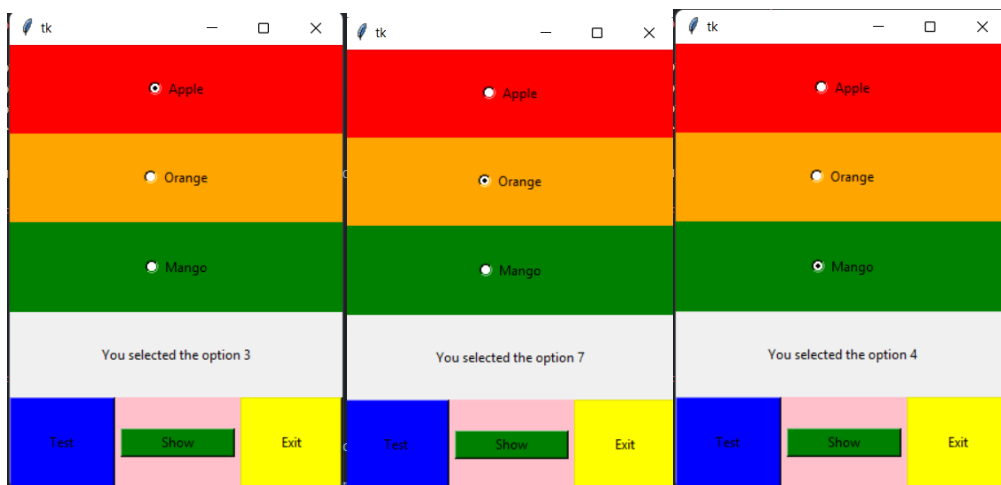 tk
Apple
Orange
Mango
You selected the option 3
Test Show Exit
tk
Apple
Orange
Mango
You selected the option 7
Test Show Exit
tk
Apple
Orange
Mango
You selected the option 4
Test Show Exit